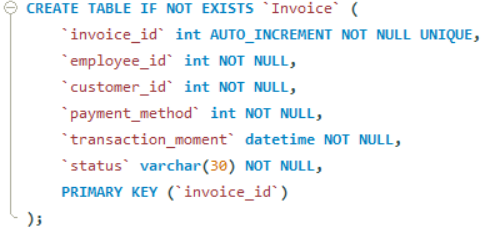 CREATE TABLE IF NOT EXISTS `Invoice` (
`invoice_id` int AUTO_INCREMENT NOT NULL UNIQUE,
`employee_id` int NOT NULL,
`customer_id` int NOT NULL,
`payment_method` int NOT NULL,
`transaction_moment` datetime NOT NULL,
`status` varchar(30) NOT NULL,
PRIMARY KEY (`invoice_id`)
);